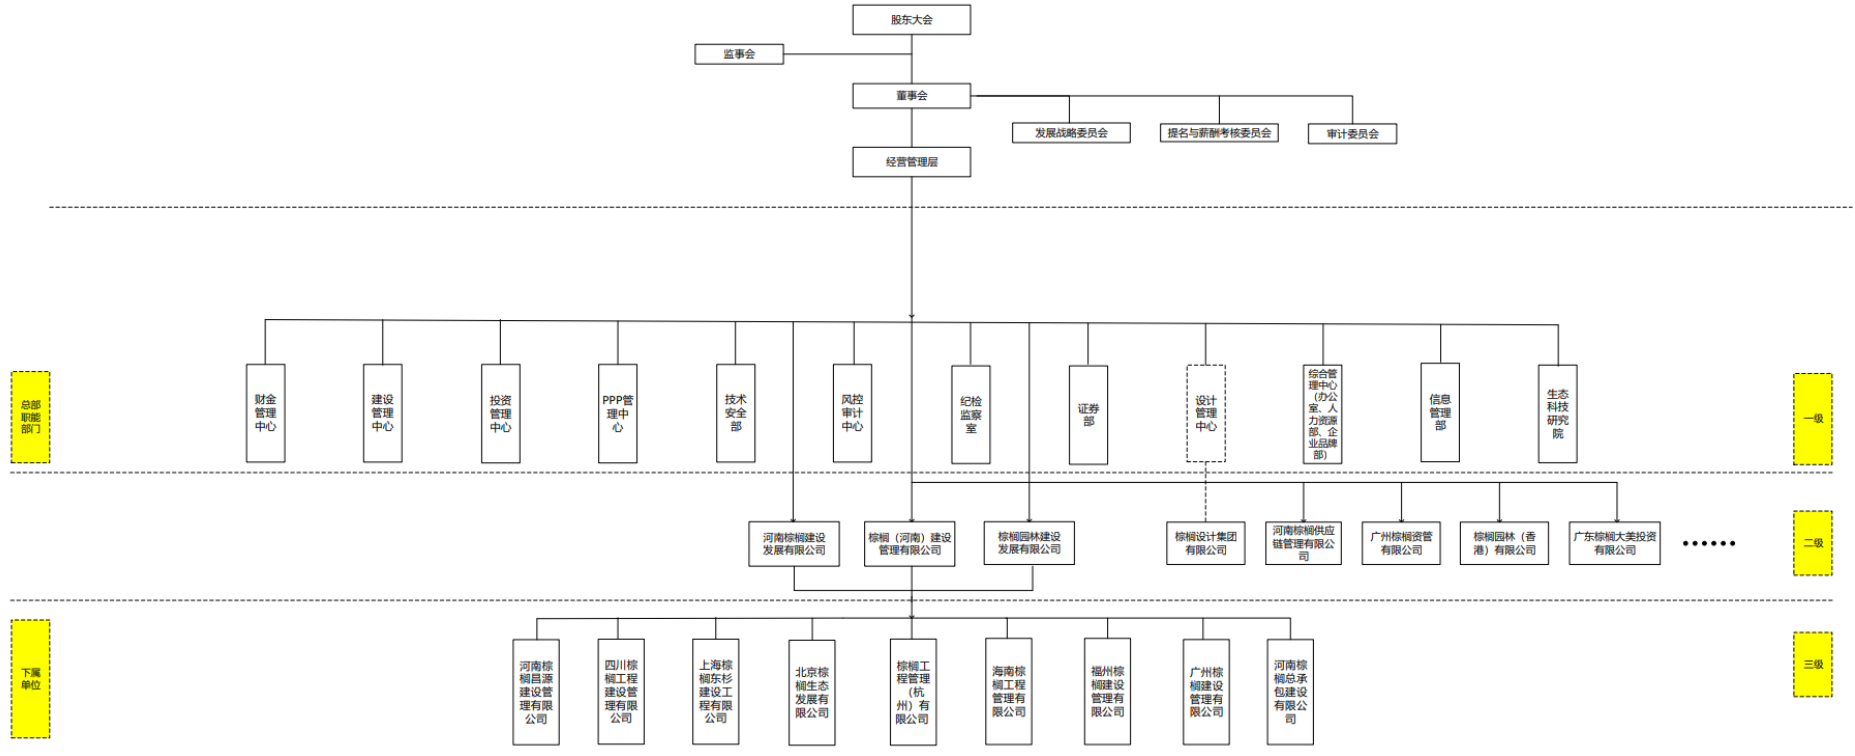 股东大会
监事会
董事会
发展战略委员会
提名与薪酬考核委员会
审计委员会
经营管理层
总部
职能
部门
财金
管理
中心
建设
管理
中心
投资
管理
中心
PPP管
理中
心
技术
安全
部
风控
审计
中心
纪检
监察
室
证券
部
设计
管理
中心
综合管
理中心
（办公
室、人
力资源
部、企
业品牌
部）
信息
管理
部
生态
科技
研究
院
一级
河南棕榈建设
发展有限公司
棕榈（河南）建设
管理有限公司
棕榈园林建设
发展有限公司
棕榈设计集团
有限公司
河南棕榈供应
链管理有限公
司
广州棕榈资管
有限公司
棕榈园林（香
港）有限公司
广东棕榈大美投资
有限公司
······
二级
下属
单位
河南棕
榈昌源
建设管
理有限
公司
四川棕
榈工程
建设管
理有限
公司
上海棕
榈东杉
建设工
程有限
公司
北京棕
榈生态
发展有
限公司
棕榈工
程管理
（杭
州）有
限公司
海南棕
榈工程
管理有
限公司
福州棕
榈建设
管理有
限公司
广州棕
榈建设
管理有
限公司
河南棕
榈总承
包建设
有限公
司
三级